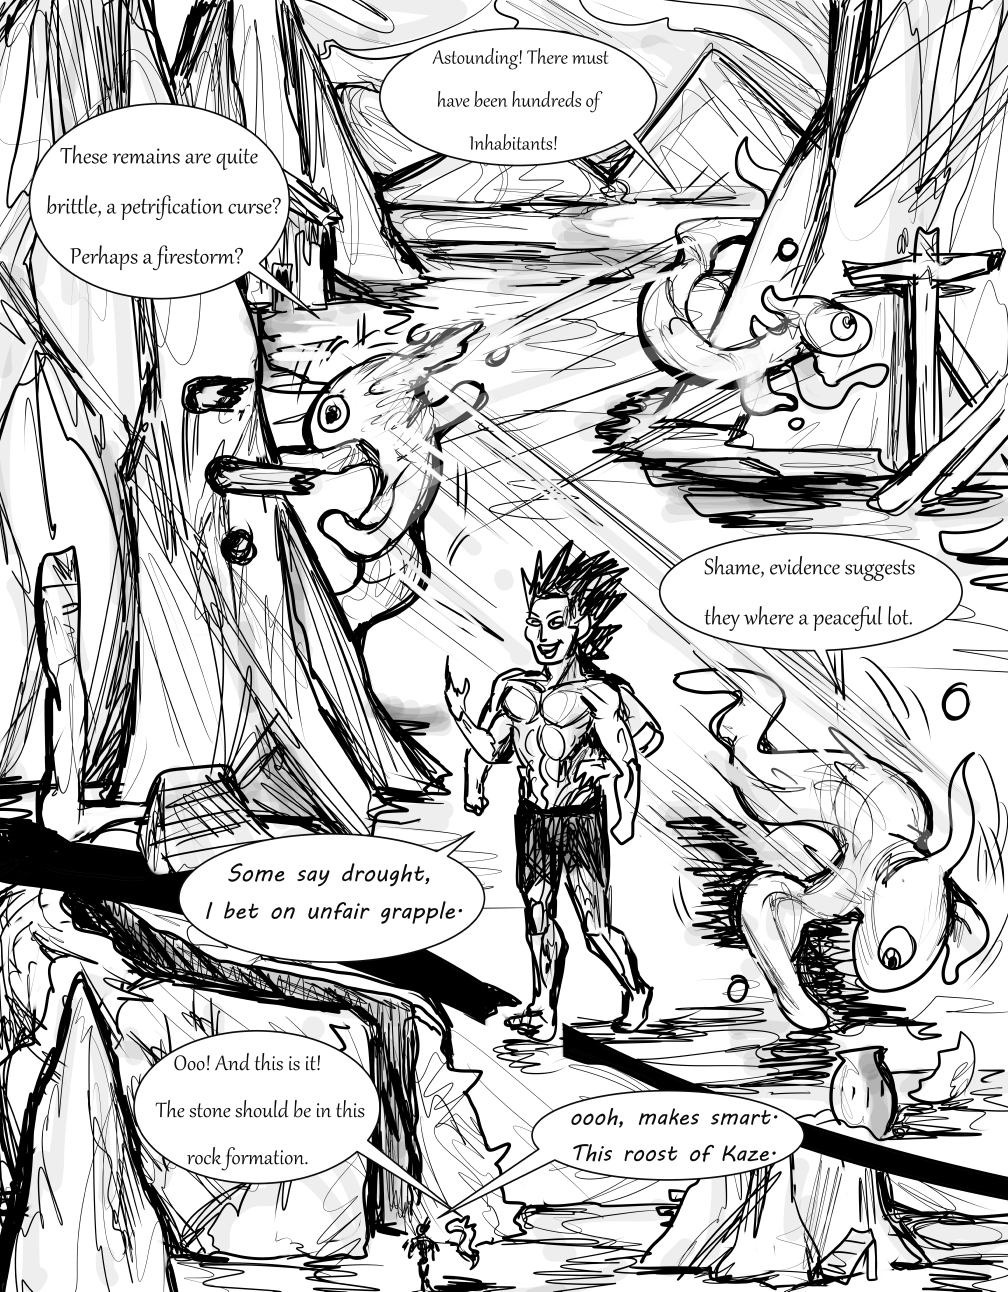 Astounding! There must
have been hundreds of
Inhabitants!
These remains are quite
brittle, a petrification curse?
Perhaps a firestorm?
Shame, evidence suggests
they where a peaceful lot.
Some say drought,
I bet on unfair grapple.
Ooo! And this is it!
The stone should be in this
rock formation.
oooh, makes smart.
This roost of Kaze.